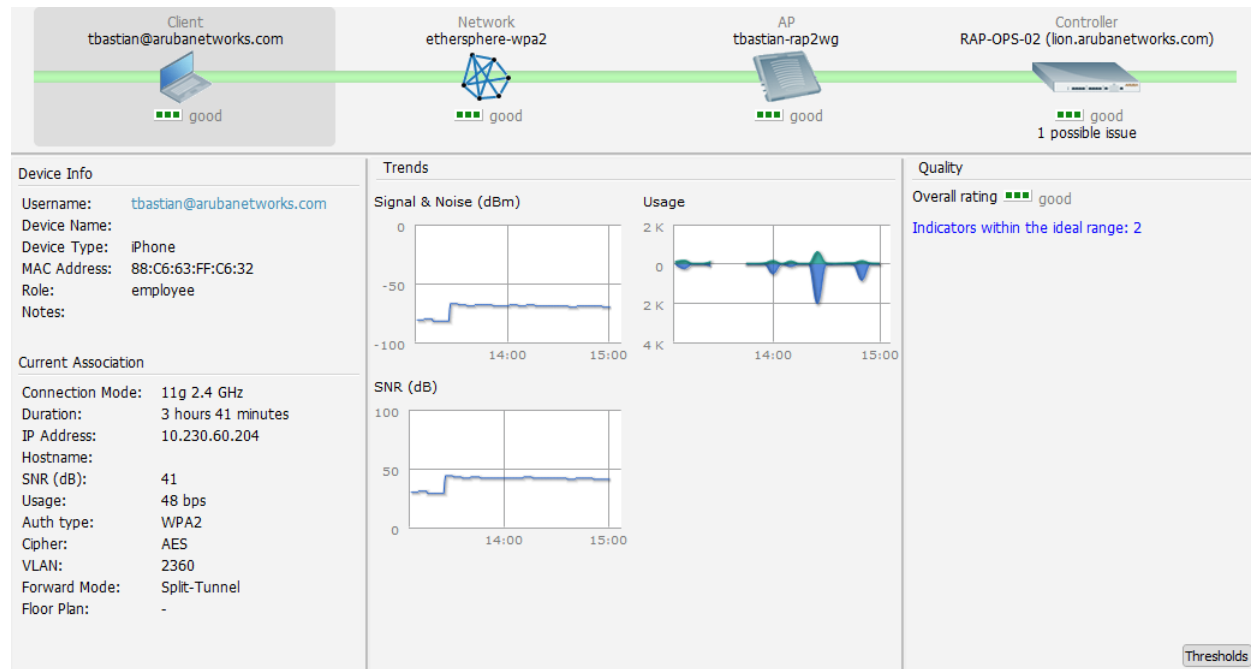 Client
tbastian@arubanetworks.com
good
Network
ethersphere-wpa2
good
AP
tbastian-rap2wg
good
Controller
RAP-OPS-02 (lion.arubanetworks.com)
good
1 possible issue
Device Info
Username: tbastian@arubanetworks.com
Device Name:
Device Type: iPhone
MAC Address: 88:C6:63:FF:C6:32
Role: employee
Notes:
Current Association
Connection Mode: 11g 2.4 GHz
Duration: 3 hours 41 minutes
IP Address: 10.230.60.204
Hostname:
SNR (dB): 41
Usage: 48 bps
Auth type: WPA2
Cipher: AES
VLAN: 2360
Forward Mode: Split-Tunnel
Floor Plan: -
Trends
Signal & Noise (dBm)
0
-50
-100
14:00 15:00
Usage
2 K
0
2 K
4 K
14:00 15:00
SNR (dB)
100
50
0
14:00 15:00
Quality
Overall rating good
Indicators within the ideal range: 2
Thresholds